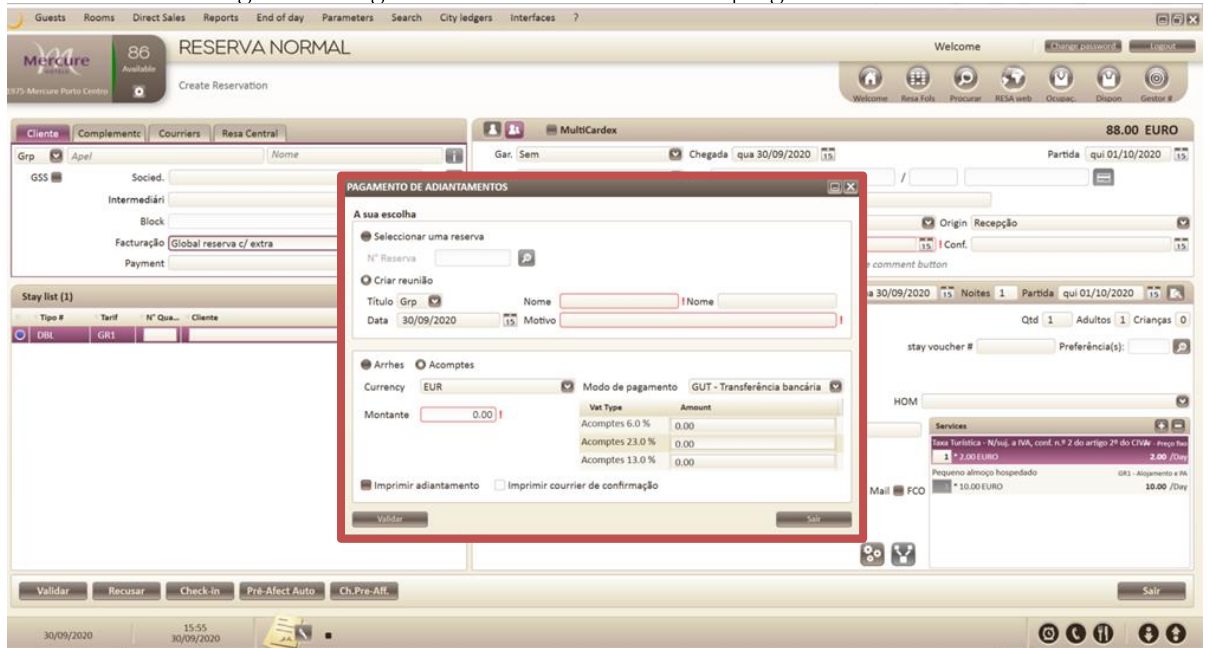 Guests Rooms Direct Sales Reports End of day Parameters Search City ledgers Interfaces ?
Mercure
HOTELS
1975-Mercure Porto Centro
86
Available
RESERVA NORMAL
Create Reservation
Welcome Change password Logout
Welcome Resa Fols Procurar RESA web Ocupaç. Dispon Gestor #
Cliente Complementc Courriers Resa Central
MultiCardex 88.00 EURO
Grp Apel Nome
Gar. Sem Chegada qua 30/09/2020 15 Partida qui 01/10/2020 15
GSS Socied.
/
Intermediári
Block
Origin Recepção
Facturação Global reserva c/ extra
15 ! Conf. 15
Payment
e comment button
PAGAMENTO DE ADIANTAMENTOS
A sua escolha
Seleccionar uma reserva
N° Reserva
Criar reunião
Título Grp Nome ! Nome
Data 30/09/2020 15 Motivo !
Arrhes Acomptes
Currency EUR Modo de pagamento GUT - Transferência bancária
Montante 0.00 !
Vat Type Amount
Acomptes 6.0 % 0.00
Acomptes 23.0 % 0.00
Acomptes 13.0 % 0.00
Imprimir adiantamento Imprimir courrier de confirmação
Validar Sair
Stay list (1)
Tipo # Tarif N° Qua... Cliente
DBL GR1
a 30/09/2020 15 Noites 1 Partida qui 01/10/2020 15
Qtd 1 Adultos 1 Crianças 0
stay voucher # Preferência(s):
HOM
Services
Taxa Turística - N/suj. a IVA, conf. n.º 2 do artigo 2º do CIVA - Preço fixo
1 * 2.00 EURO 2.00 /Day
Pequeno almoço hospedado GR1 - Alojamento e PA
* 10.00 EURO 10.00 /Day
Mail FCO
Validar Recusar Check-in Pré-Afect Auto Ch.Pre-Aff. Sair
30/09/2020
15:55
30/09/2020